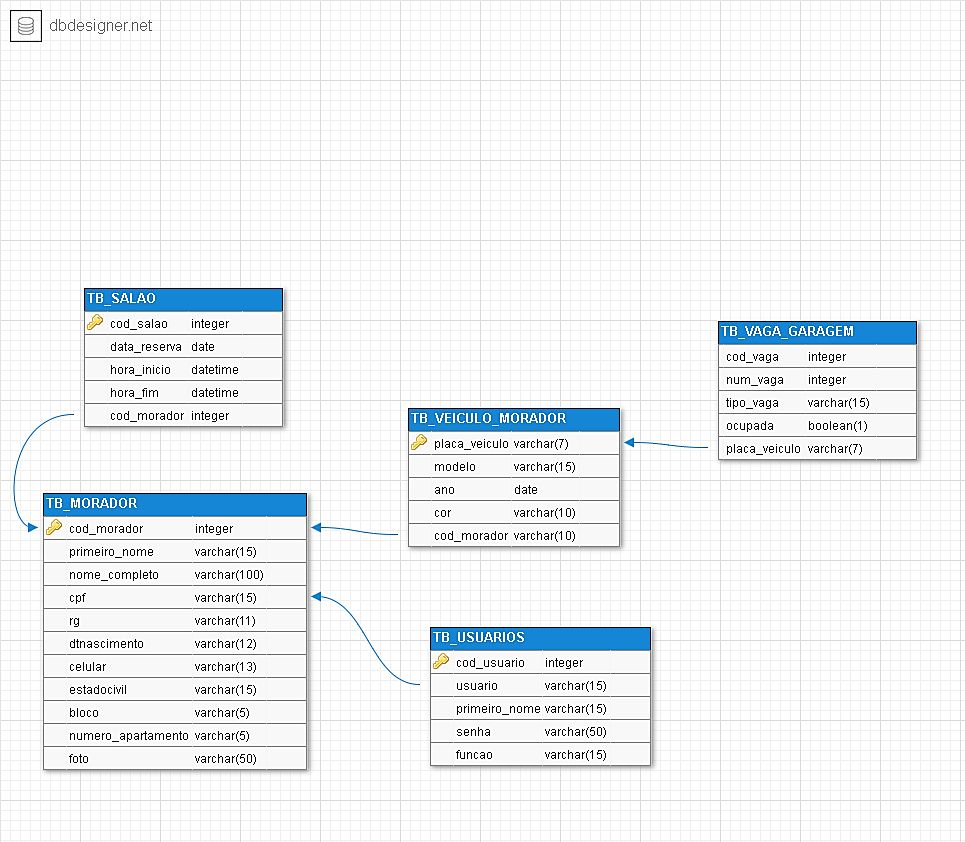 dbdesigner.net
TB_SALAO
cod_salao integer
data_reserva date
hora_inicio datetime
hora_fim datetime
cod_morador integer
TB_VAGA_GARAGEM
cod_vaga integer
num_vaga integer
tipo_vaga varchar(15)
ocupada boolean(1)
placa_veiculo varchar(7)
TB_VEICULO_MORADOR
placa_veiculo varchar(7)
modelo varchar(15)
ano date
cor varchar(10)
cod_morador varchar(10)
TB_MORADOR
cod_morador integer
primeiro_nome varchar(15)
nome_completo varchar(100)
cpf varchar(15)
rg varchar(11)
dtnascimento varchar(12)
celular varchar(13)
estadocivil varchar(15)
bloco varchar(5)
numero_apartamento varchar(5)
foto varchar(50)
TB_USUARIOS
cod_usuario integer
usuario varchar(15)
primeiro_nome varchar(15)
senha varchar(50)
funcao varchar(15)